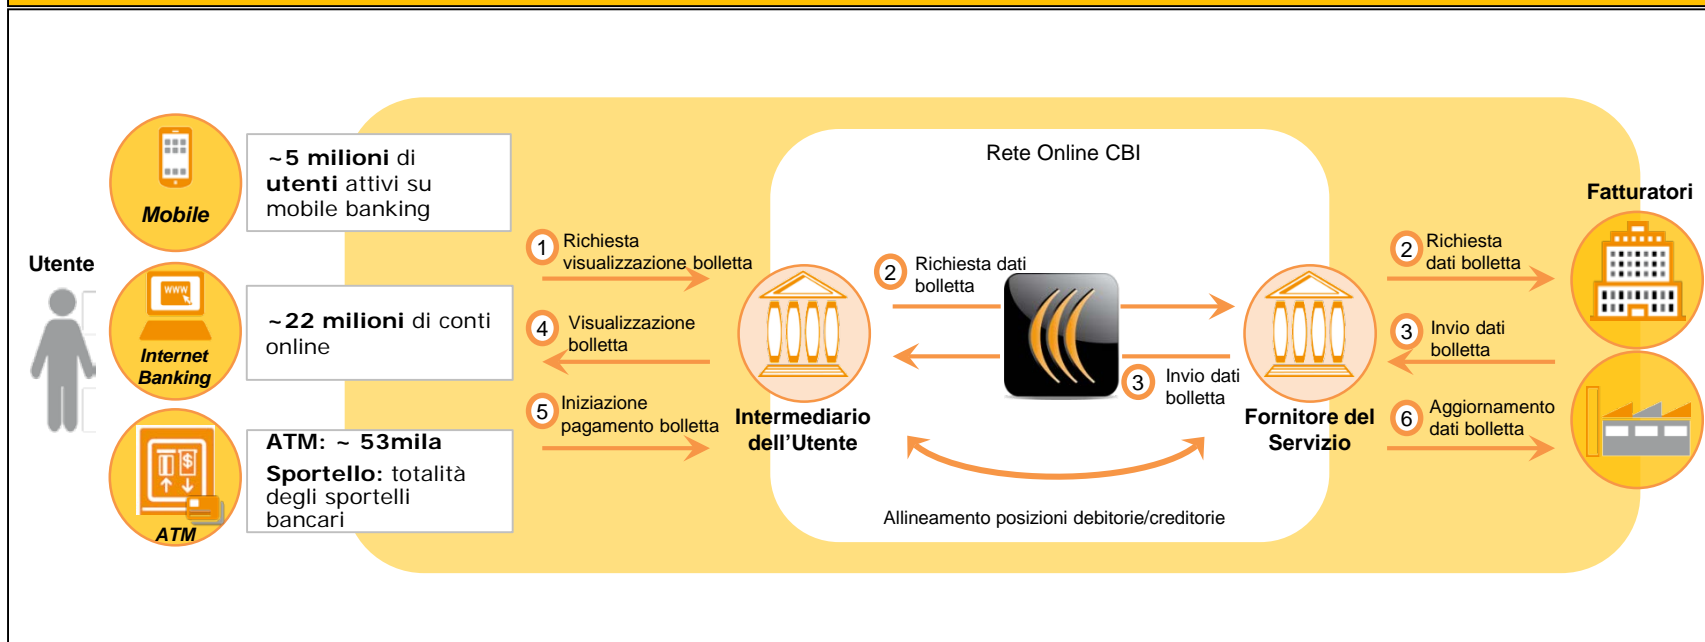 Utente
Mobile
~5 milioni di
utenti attivi su
mobile banking
www
Internet
Banking
~22 milioni di conti
online
$
ATM
ATM: ~ 53mila
Sportello: totalità
degli sportelli
bancari
1 Richiesta
visualizzazione bolletta
4 Visualizzazione
bolletta
5 Iniziazione
pagamento bolletta
Intermediario
dell’Utente
Rete Online CBI
2 Richiesta dati
bolletta
3 Invio dati
bolletta
Allineamento posizioni debitorie/creditorie
Fornitore del
Servizio
2 Richiesta
dati bolletta
3 Invio dati
bolletta
6 Aggiornamento
dati bolletta
Fatturatori